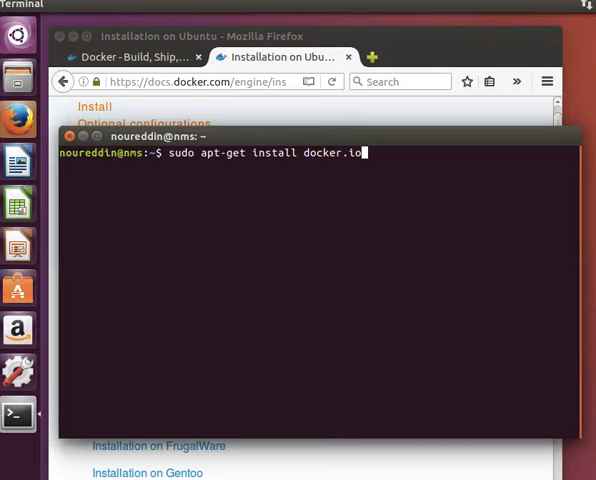 Terminal
Installation on Ubuntu - Mozilla Firefox
Docker - Build, Ship,... × Installation on Ubu... ×
https://docs.docker.com/engine/ins
Search
Install
Optional configurations
noureddin@nms: ~
noureddin@nms:~$ sudo apt-get install docker.io
Installation on FrugalWare
Installation on Gentoo